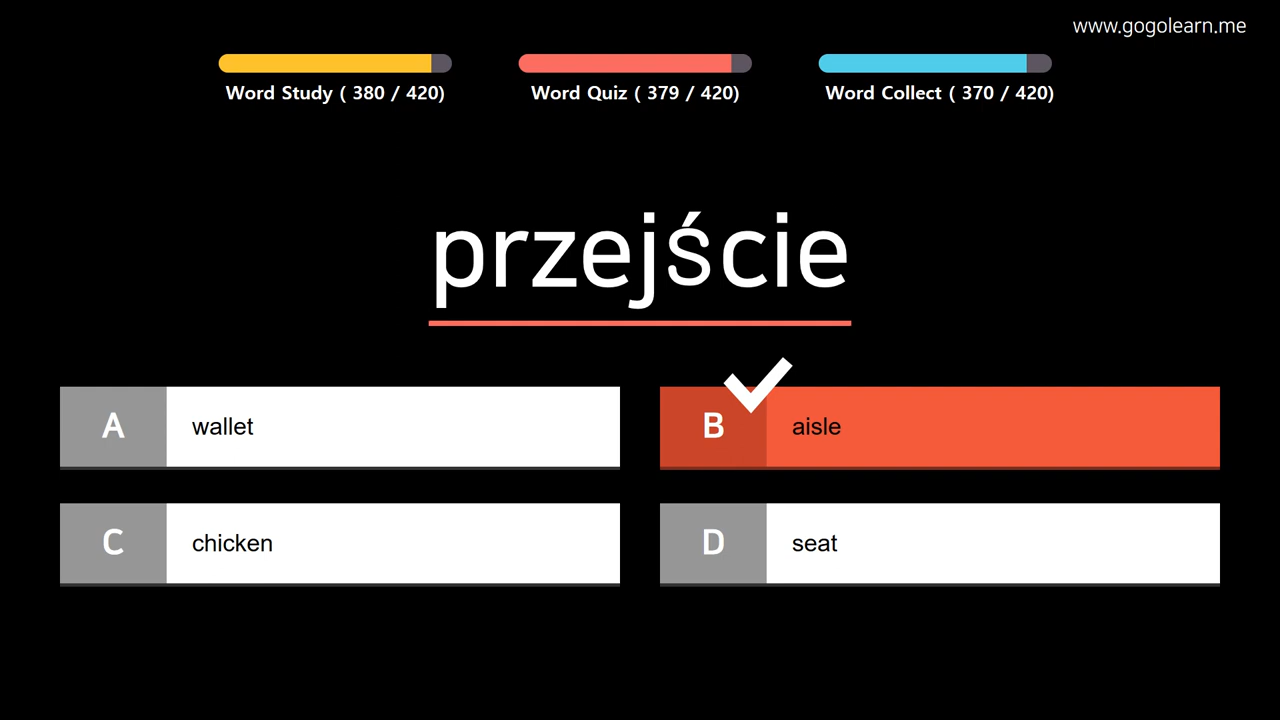 www.gogolearn.me
Word Study ( 380 / 420)
Word Quiz ( 379 / 420)
Word Collect ( 370 / 420)
przejście
A wallet
B aisle
C chicken
D seat